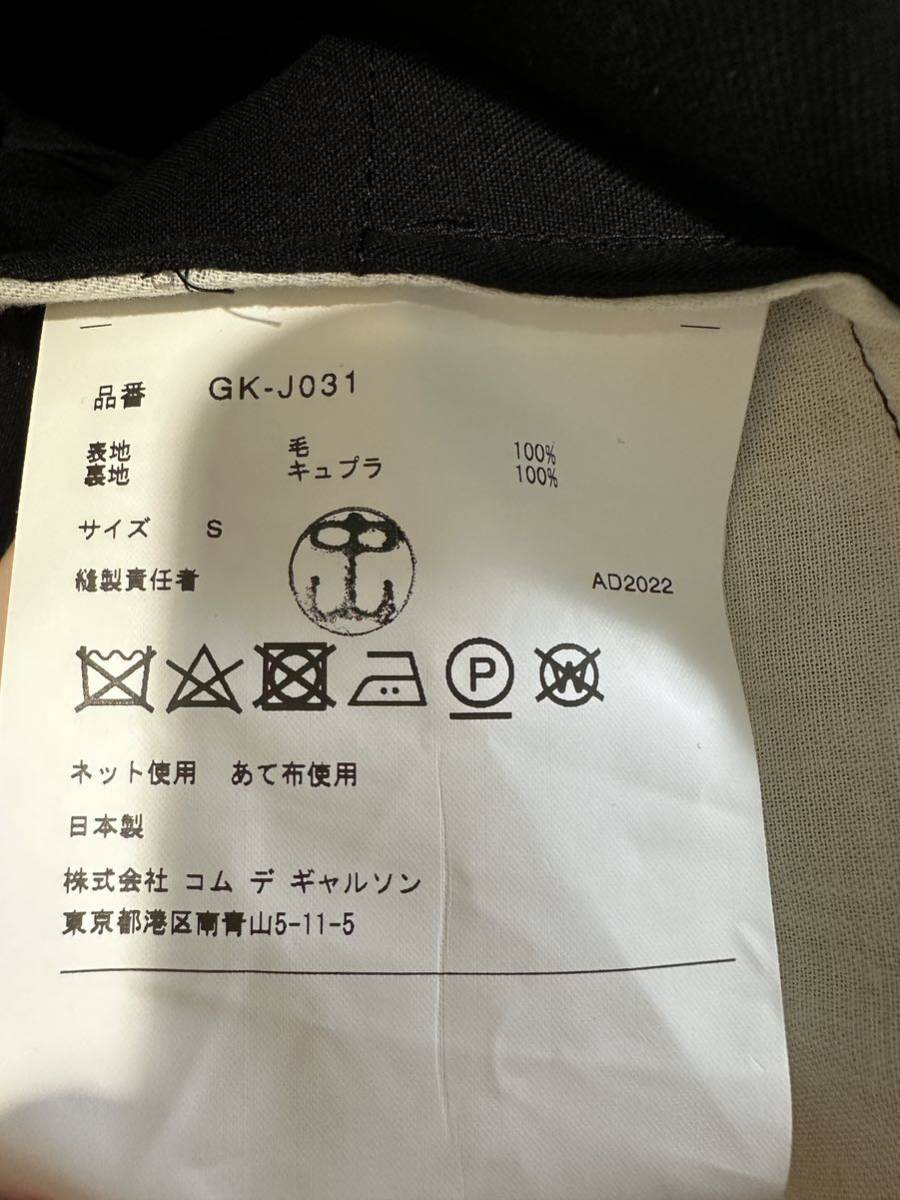 品番 GK-J031
表地 毛 100%
裏地 キュプラ 100%
サイズ S
縫製責任者 AD2022
P W
ネット使用 あて布使用
日本製
株式会社 コム デ ギャルソン
東京都港区南青山5-11-5